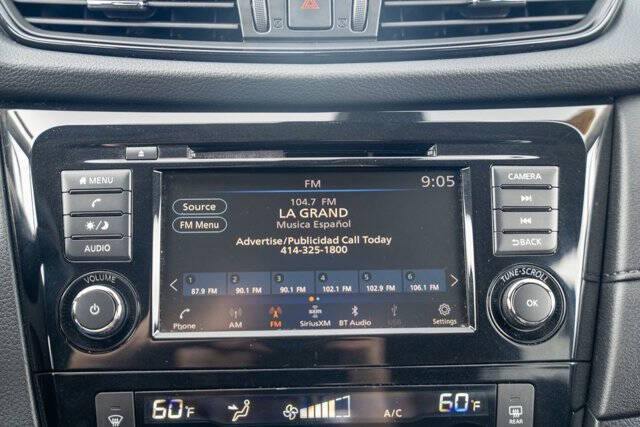 FM 9:05
MENU
CAMERA
Source
104.7 FM
LA GRAND
Musica Español
FM Menu
Advertise/Publicidad Call Today
414-325-1800
AUDIO
BACK
VOLUME
TUNE·SCROLL
OK
1 2 3 4 5 6
87.9 FM 90.1 FM 90.1 FM 102.1 FM 102.9 FM 106.1 FM
Phone AM FM SiriusXM BT Audio USB Settings
60°F A/C 60°F
REAR